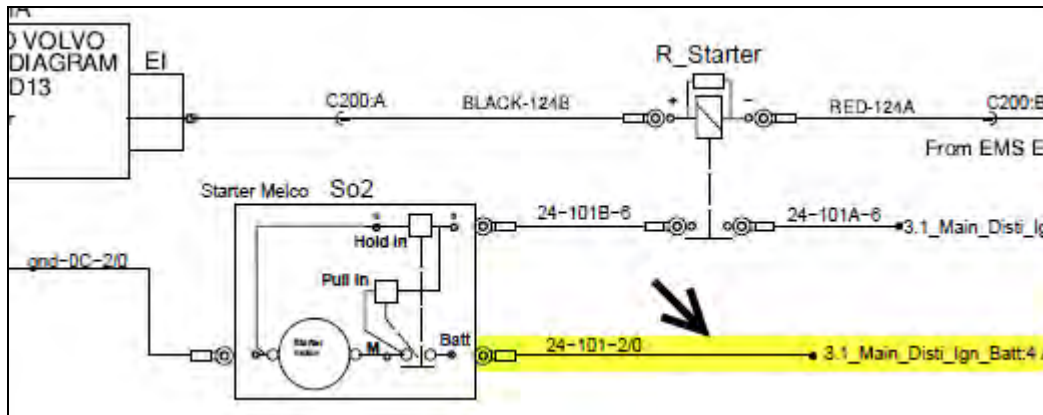 O VOLVO
DIAGRAM
D13
EI
C200:A
BLACK-124B
R_Starter
+
-
RED-124A
C200:B
From EMS E
Starter Melco So2
24-101B-6
24-101A-6
3.1_Main_Disti_Ig
Hold in
gnd-0C-2/0
Pull In
Starter
M
Batt
24-101-2/0
3.1_Main_Disti_Ign_Batt:4